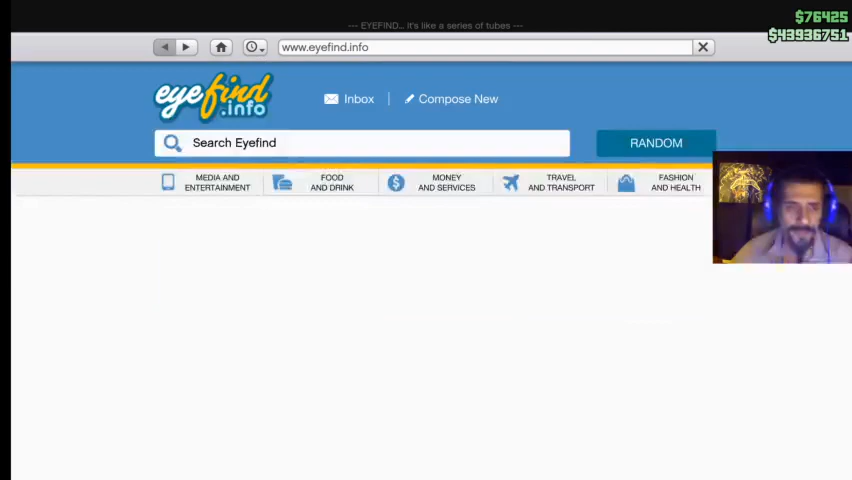 --- EYEFIND... It's like a series of tubes ---
$76425
$43936751
www.eyefind.info
eyefind
.info
Inbox
Compose New
Search Eyefind
RANDOM
MEDIA AND
ENTERTAINMENT
FOOD
AND DRINK
MONEY
AND SERVICES
TRAVEL
AND TRANSPORT
FASHION
AND HEALTH